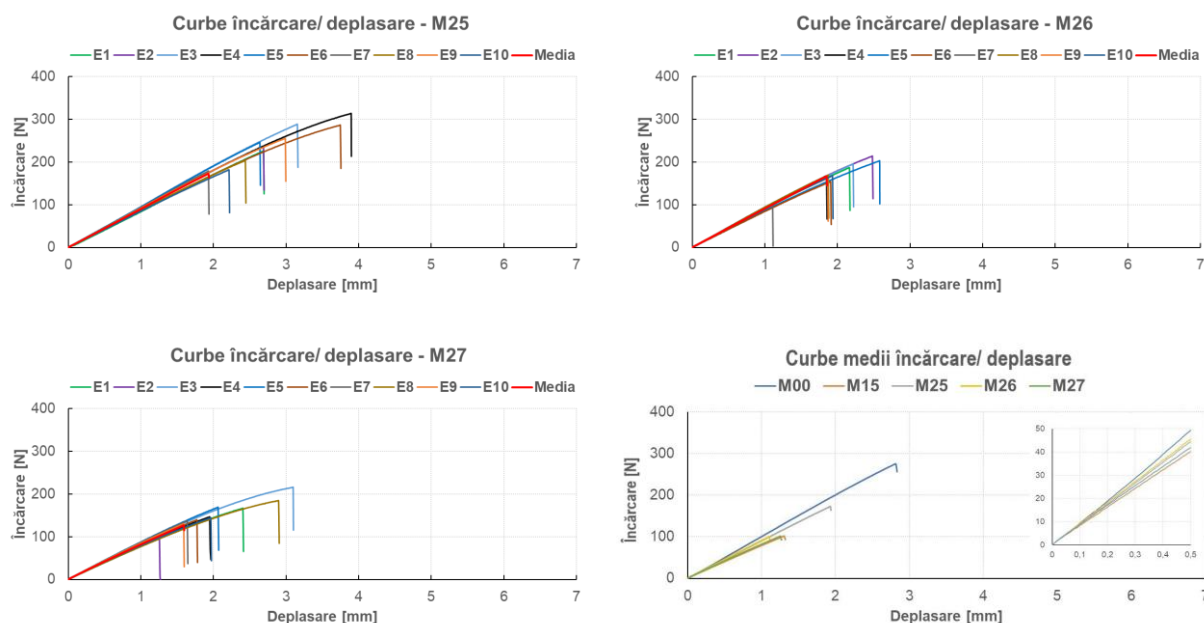 Curbe încărcare/ deplasare - M25
E1 E2 E3 E4 E5 E6 E7 E8 E9 E10 Media
400
300
200
100
0
Încărcare [N]
0 1 2 3 4 5 6 7
Deplasare [mm]
Curbe încărcare/ deplasare - M26
E1 E2 E3 E4 E5 E6 E7 E8 E9 E10 Media
400
300
200
100
0
Încărcare [N]
0 1 2 3 4 5 6 7
Deplasare [mm]
Curbe încărcare/ deplasare - M27
E1 E2 E3 E4 E5 E6 E7 E8 E9 E10 Media
400
300
200
100
0
Încărcare [N]
0 1 2 3 4 5 6 7
Deplasare [mm]
Curbe medii încărcare/ deplasare
M00 M15 M25 M26 M27
400
300
200
100
0
Încărcare [N]
0 1 2 3 4 5 6 7
Deplasare [mm]
50
40
30
20
10
0
0 0,1 0,2 0,3 0,4 0,5